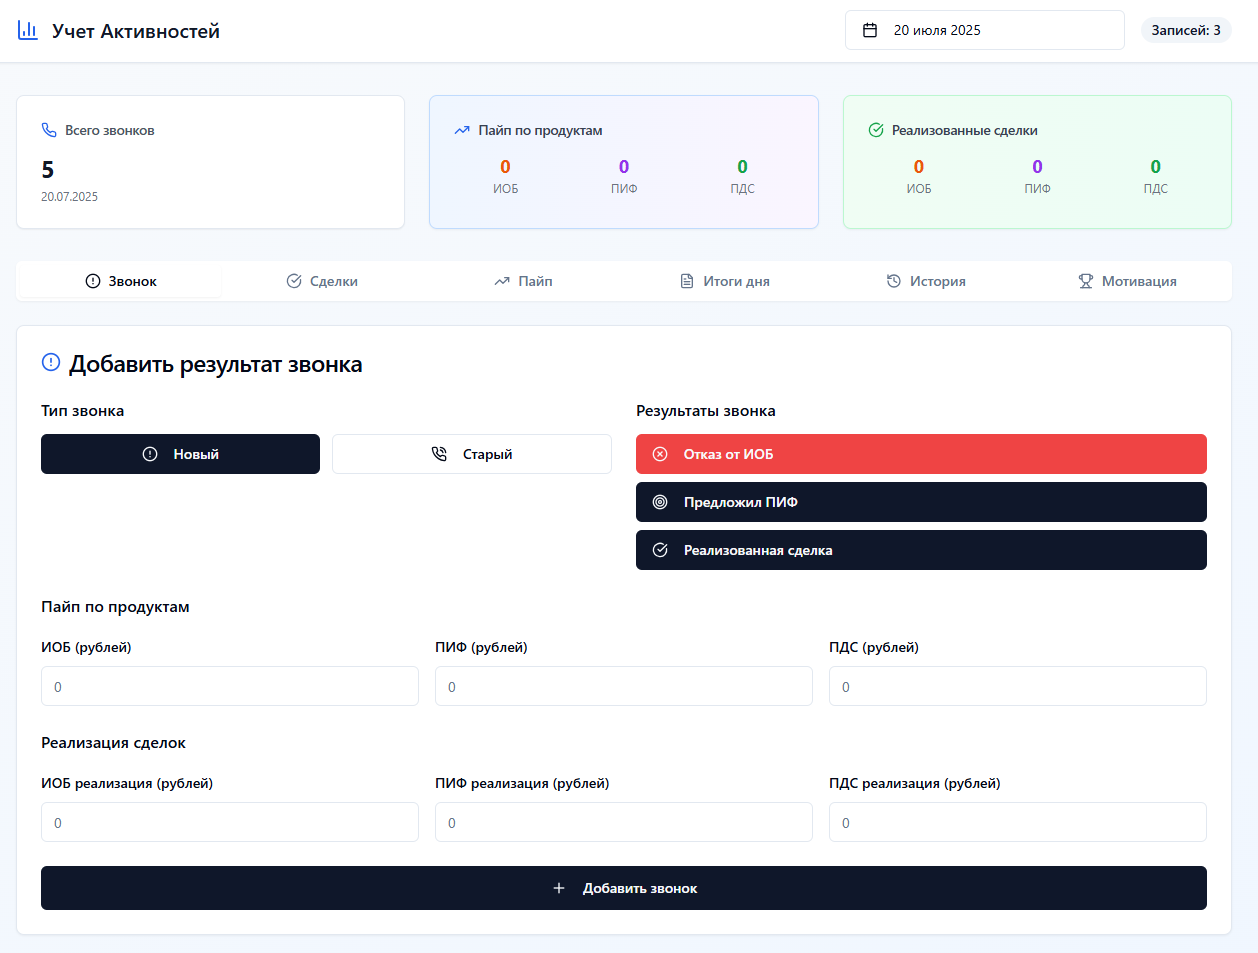 Учет Активностей
20 июля 2025
Записей: 3
Всего звонков
5
20.07.2025
Пайп по продуктам
0 0 0
ИОБ ПИФ ПДС
Реализованные сделки
0 0 0
ИОБ ПИФ ПДС
Звонок Сделки Пайп Итоги дня История Мотивация
Добавить результат звонка
Тип звонка
Новый Старый
Результаты звонка
Отказ от ИОБ
Предложил ПИФ
Реализованная сделка
Пайп по продуктам
ИОБ (рублей) ПИФ (рублей) ПДС (рублей)
0 0 0
Реализация сделок
ИОБ реализация (рублей) ПИФ реализация (рублей) ПДС реализация (рублей)
0 0 0
Добавить звонок